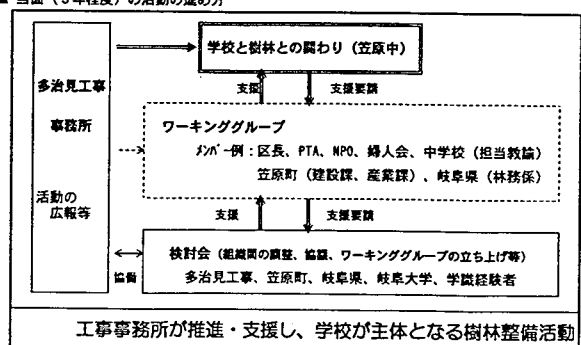 ■ 当面（３年程度）の活動の進め方
学校と樹林との関わり（笠原中）
支援
支援要請
多治見工事
事務所
活動の
広報等
ワーキンググループ
ﾒﾝﾊﾞｰ例：区長、PTA、NPO、婦人会、中学校（担当教諭）
笠原町（建設課、産業課）、岐阜県（林務係）
支援
支援要請
協働
検討会（組織間の調整、協議、ワーキンググループの立ち上げ等）
多治見工事、笠原町、岐阜県、岐阜大学、学識経験者
工事事務所が推進・支援し、学校が主体となる樹林整備活動